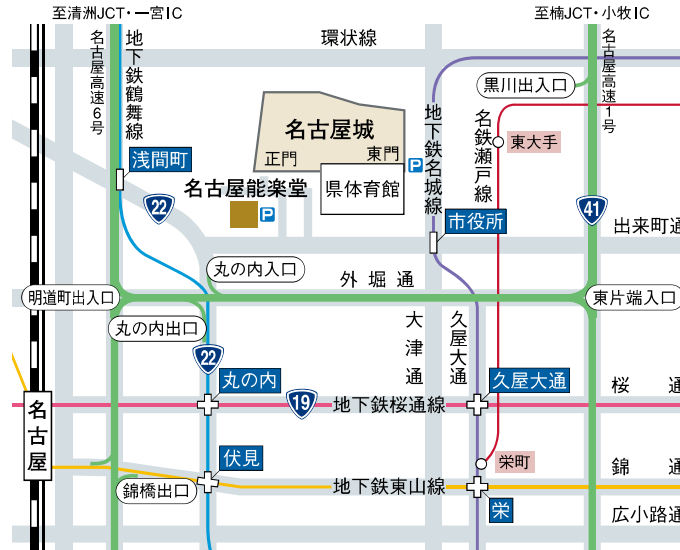 至清洲JCT・一宮IC
至楠JCT・小牧IC
名古屋高速6号
地下鉄鶴舞線
環状線
名古屋高速1号
黒川出入口
地下鉄名城線
名鉄瀬戸線
名古屋城
正門
東門
P
東大手
浅間町
名古屋能楽堂
県体育館
22
P
41
市役所
出来町通
丸の内入口
外堀通
明道町出入口
東片端入口
丸の内出口
大津通
久屋大通
22
丸の内
19
久屋大通
桜通
地下鉄桜通線
名古屋
伏見
栄町
錦通
錦橋出口
地下鉄東山線
栄
広小路通